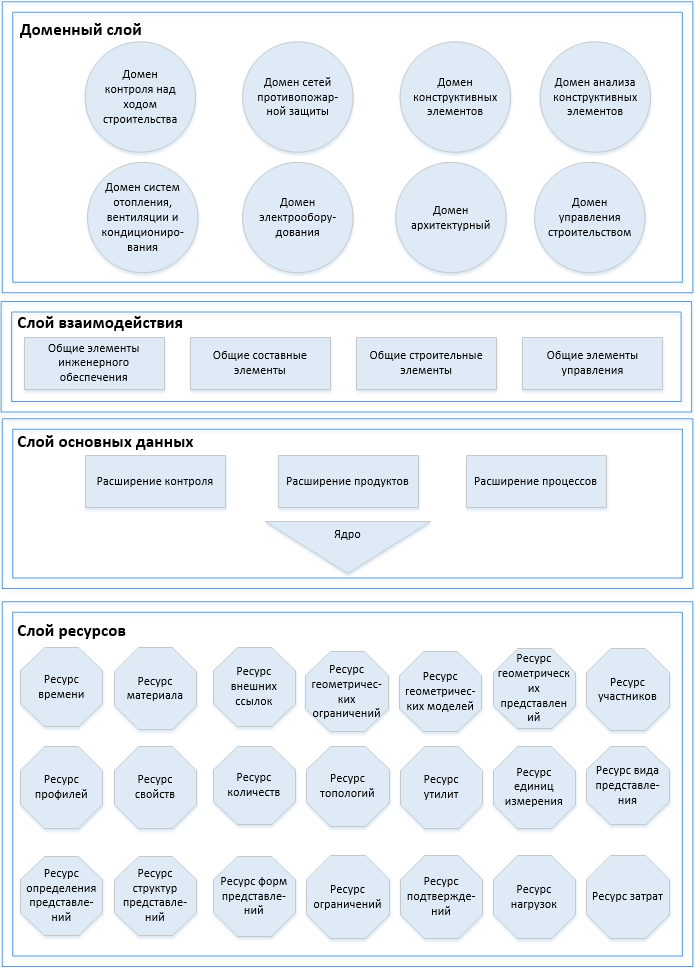 Доменный слой
Домен
контроля над
ходом
строительства
Домен сетей
противопожар-
ной защиты
Домен
конструктивных
элементов
Домен анализа
конструктивных
элементов
Домен систем
отопления,
вентиляции и
кондициониро-
вания
Домен
электрообору-
дования
Домен
архитектурный
Домен
управления
строительством
Слой взаимодействия
Общие элементы
инженерного
обеспечения
Общие составные
элементы
Общие строительные
элементы
Общие элементы
управления
Слой основных данных
Расширение контроля
Расширение продуктов
Расширение процессов
Ядро
Слой ресурсов
Ресурс
времени
Ресурс
материала
Ресурс
внешних
ссылок
Ресурс
геометричес-
ких
ограничений
Ресурс
геометричес-
ких моделей
Ресурс
геометрическ
их
представлен
ий
Ресурс
участников
Ресурс
профилей
Ресурс
свойств
Ресурс
количеств
Ресурс
топологий
Ресурс
утилит
Ресурс
единиц
измерения
Ресурс вида
представле-
ния
Ресурс
определения
представле-
ний
Ресурс
структур
представле-
ний
Ресурс форм
представле-
ний
Ресурс
ограничений
Ресурс
подтвержде-
ний
Ресурс
нагрузок
Ресурс затрат